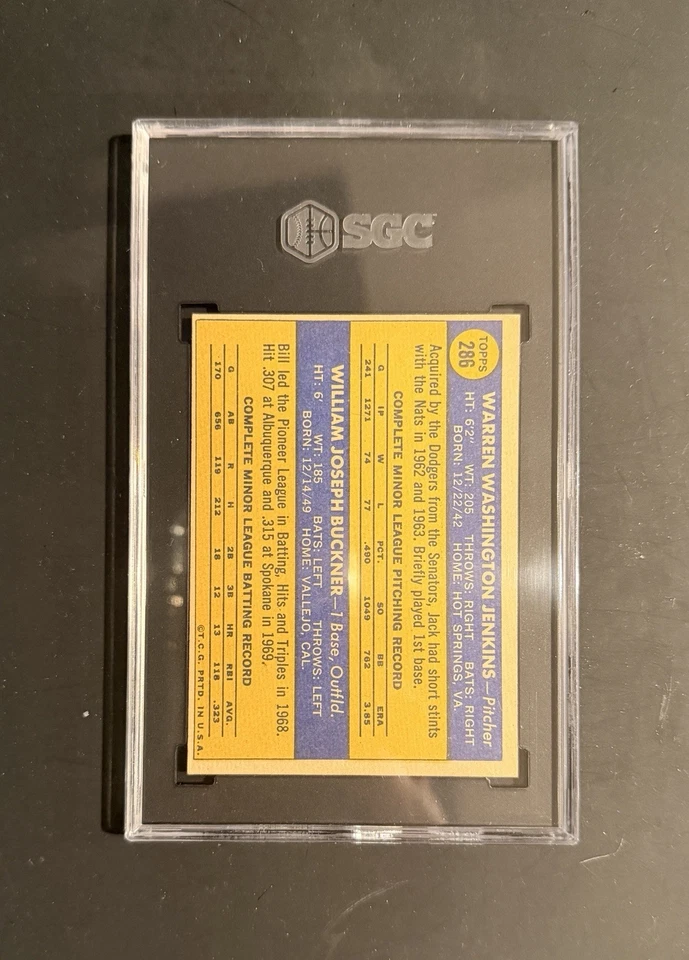 SGC
TOPPS
286
WARREN WASHINGTON JENKINS—Pitcher
HT: 6'2" WT: 205 THROWS: RIGHT BATS: RIGHT
BORN: 12/22/42 HOME: HOT SPRINGS, VA.
Acquired by the Dodgers from the Senators, Jack had short stints
with the Nats in 1962 and 1963. Briefly played 1st base.
COMPLETE MINOR LEAGUE PITCHING RECORD
G IP W L PCT. SO BB ERA
241 1271 74 77 .490 1049 762 3.85
WILLIAM JOSEPH BUCKNER—1 Base, Outfld.
HT: 6' WT: 185 BATS: LEFT THROWS: LEFT
BORN: 12/14/49 HOME: VALLEJO, CAL.
Bill led the Pioneer League in Batting, Hits and Triples in 1968.
Hit .307 at Albuquerque and .315 at Spokane in 1969.
COMPLETE MINOR LEAGUE BATTING RECORD
G AB R H 2B 3B HR RBI AVG.
170 656 119 212 18 12 13 118 .323
©T.C.G. PRTD. IN U.S.A.